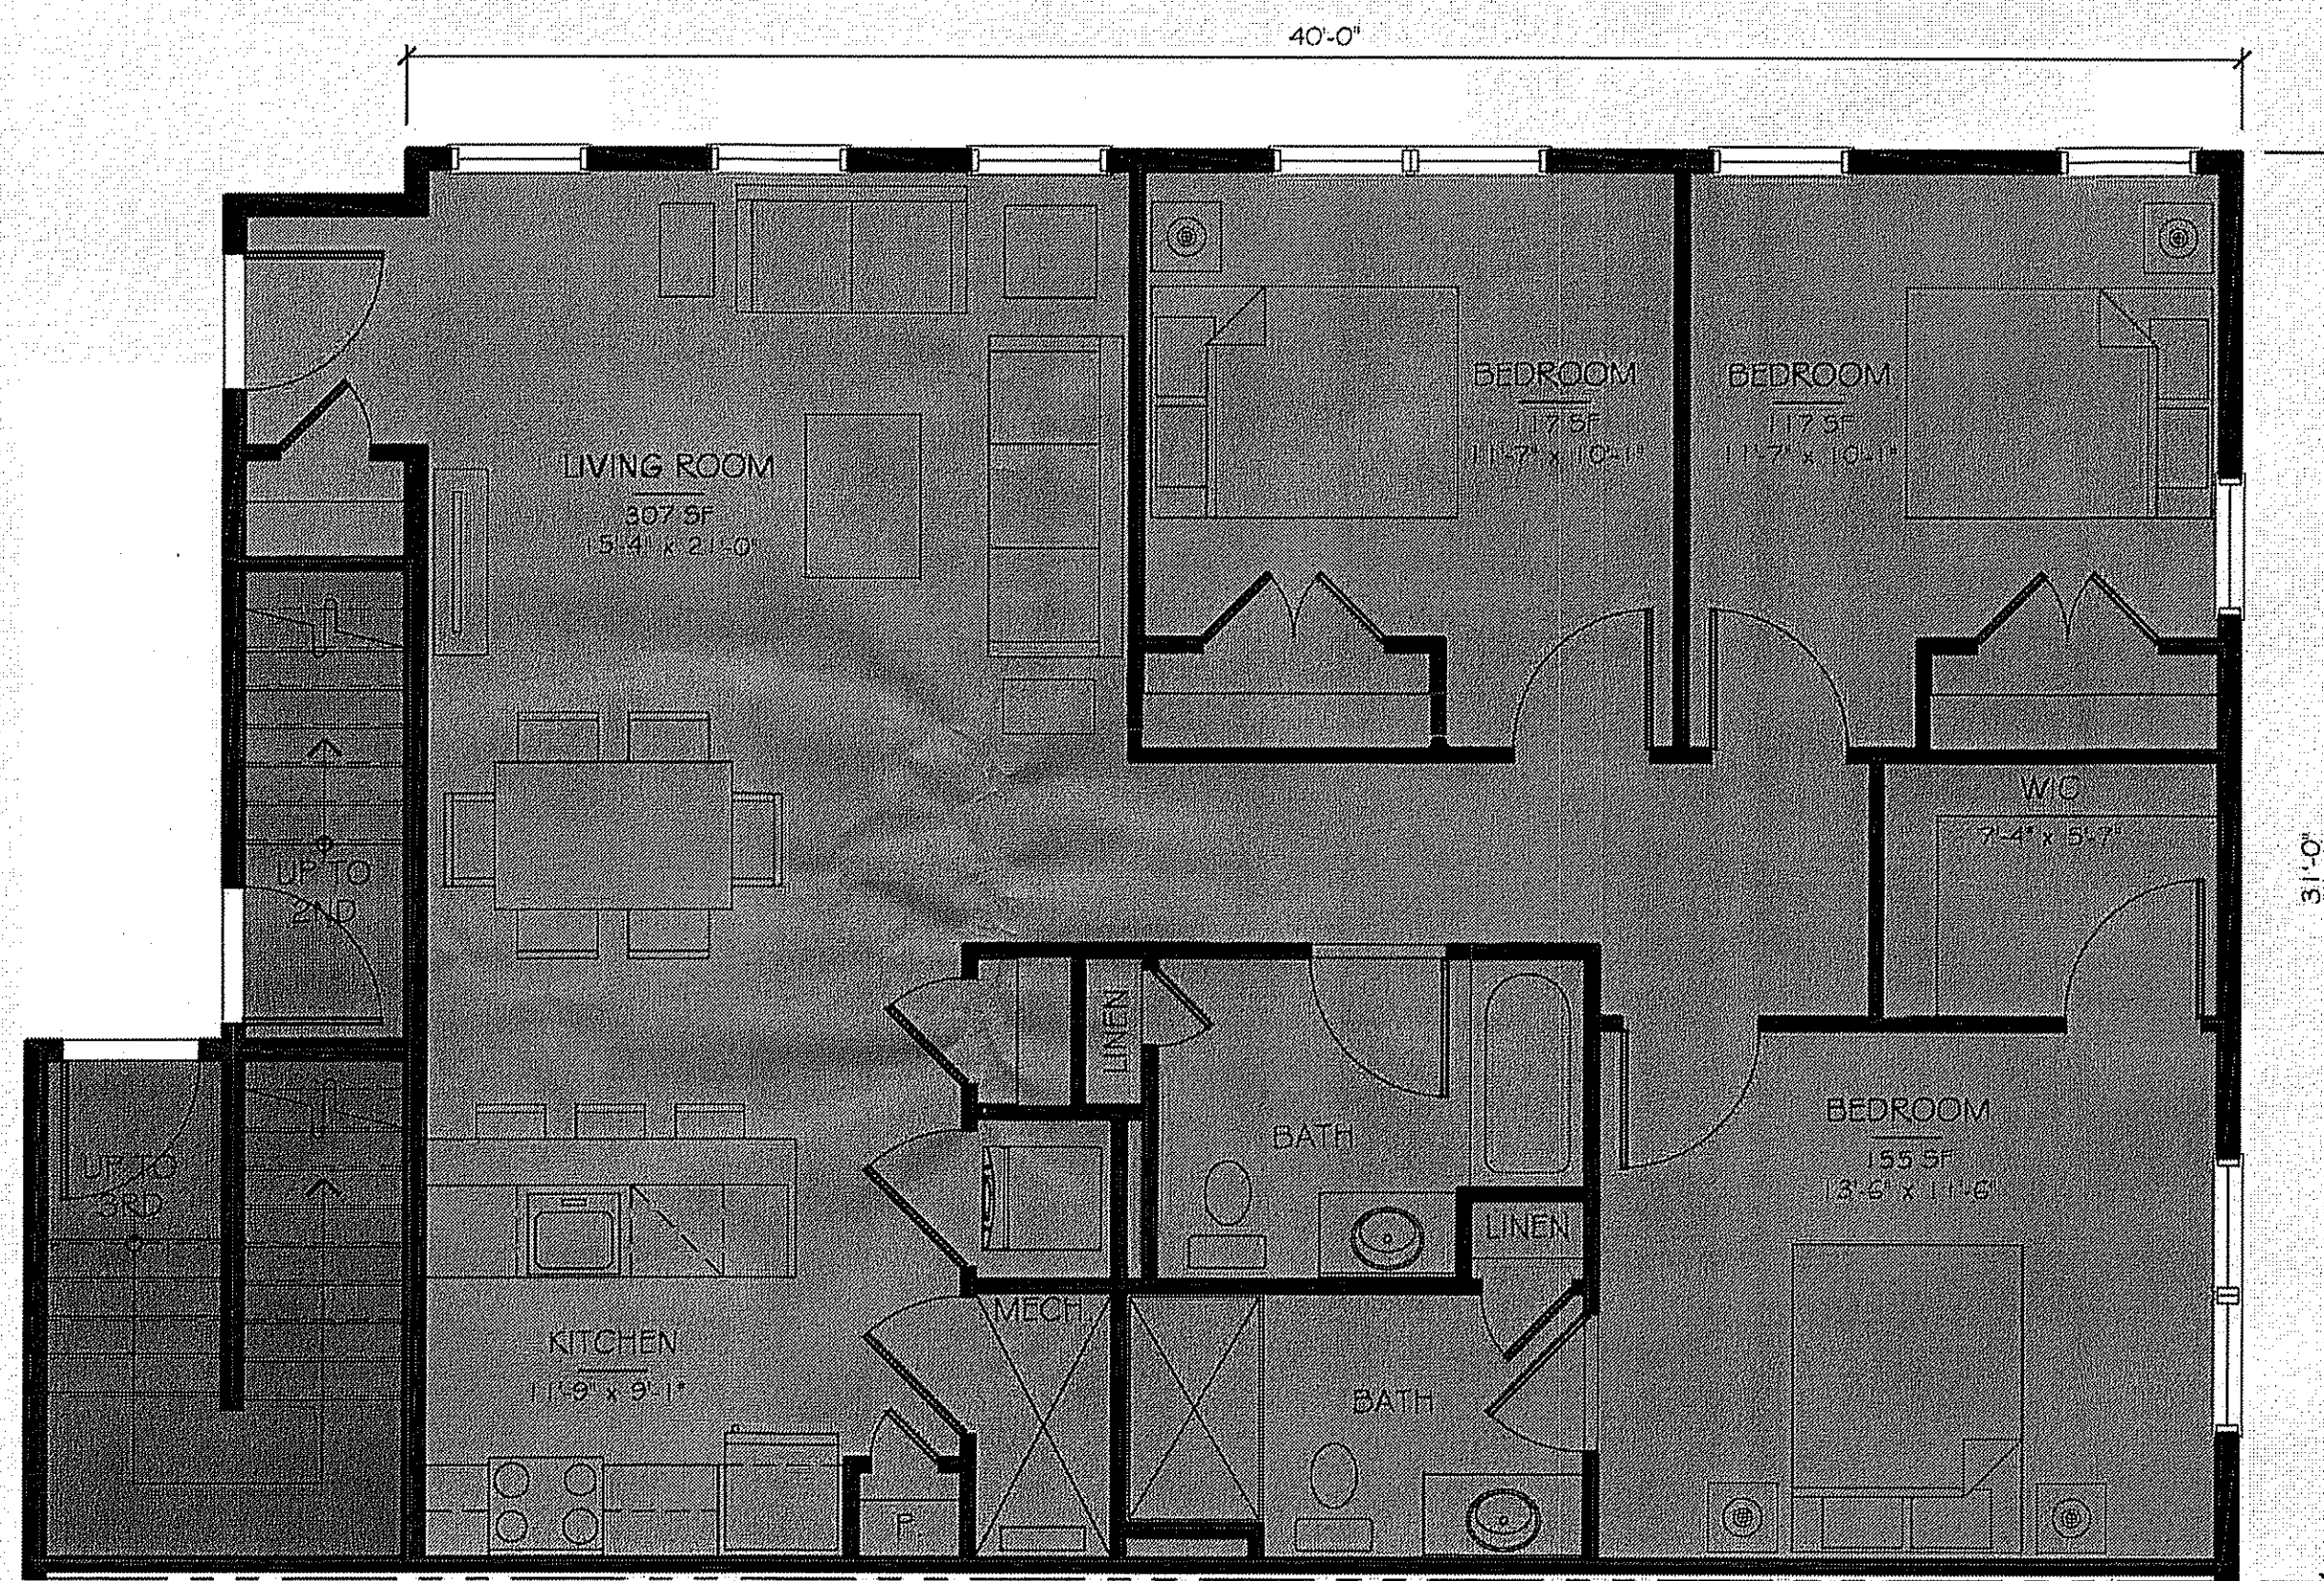 40'-0"
BEDROOM
117 SF
11'-7" x 10'-1"
BEDROOM
117 SF
11'-7" x 10'-1"
LIVING ROOM
307 SF
15'-4" x 21'-0"
WIC
7'-4" x 5'-7"
31'-0"
UP TO
2ND
LINEN
BATH
BEDROOM
155 SF
13'-6" x 11'-6"
UP TO
3RD
LINEN
MECH.
KITCHEN
11'-9" x 9'-1"
BATH
P.